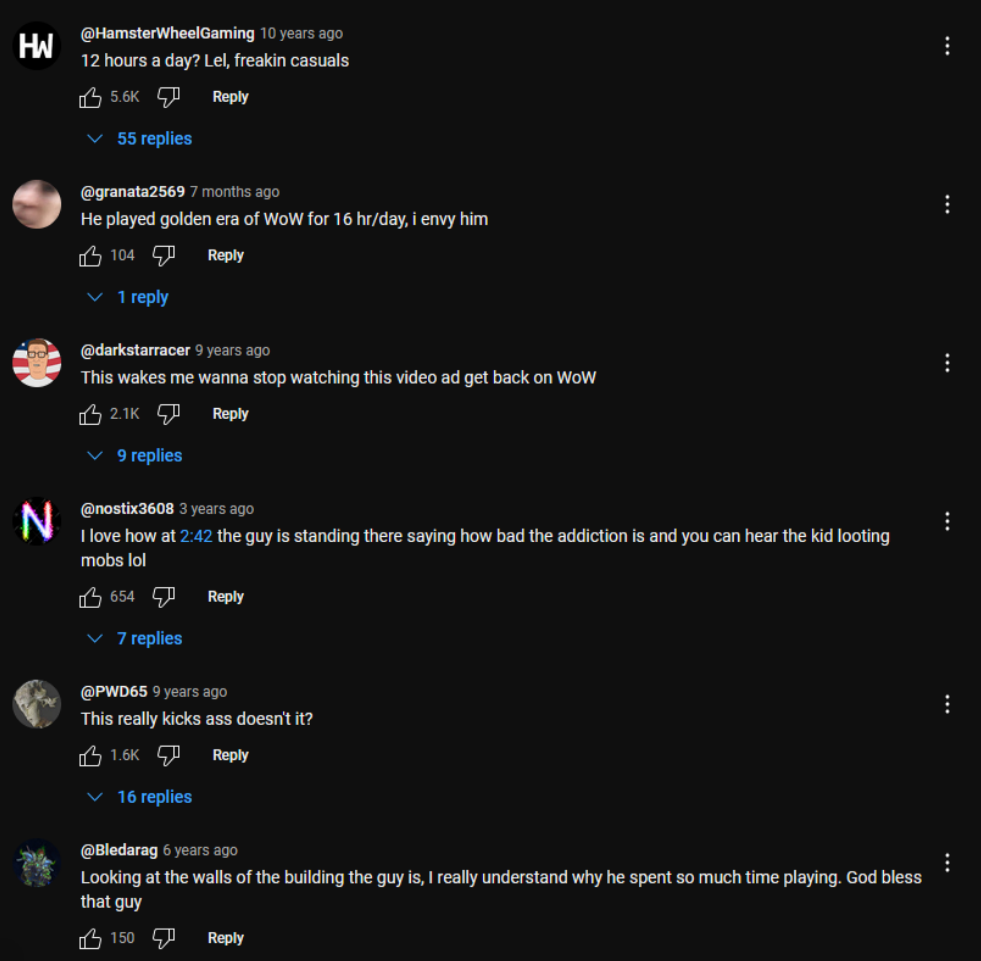 HW
@HamsterWheelGaming 10 years ago
12 hours a day? Lel, freakin casuals
5.6K Reply
55 replies
@granata2569 7 months ago
He played golden era of WoW for 16 hr/day, i envy him
104 Reply
1 reply
@darkstarracer 9 years ago
This wakes me wanna stop watching this video ad get back on WoW
2.1K Reply
9 replies
N
@nostix3608 3 years ago
I love how at 2:42 the guy is standing there saying how bad the addiction is and you can hear the kid looting
mobs lol
654 Reply
7 replies
@PWD65 9 years ago
This really kicks ass doesn't it?
1.6K Reply
16 replies
@Bledarag 6 years ago
Looking at the walls of the building the guy is, I really understand why he spent so much time playing. God bless
that guy
150 Reply